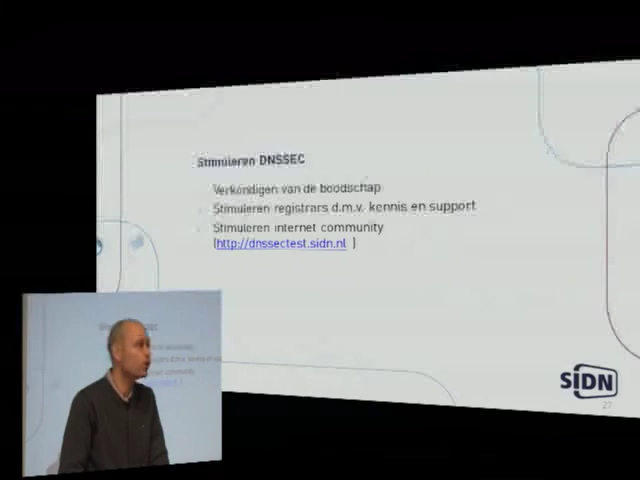 Stimuleren DNSSEC
Verkondigen van de boodschap
Stimuleren registrars d.m.v. kennis en support
Stimuleren internet community
[http://dnssectest.sidn.nl ]
SIDN
27